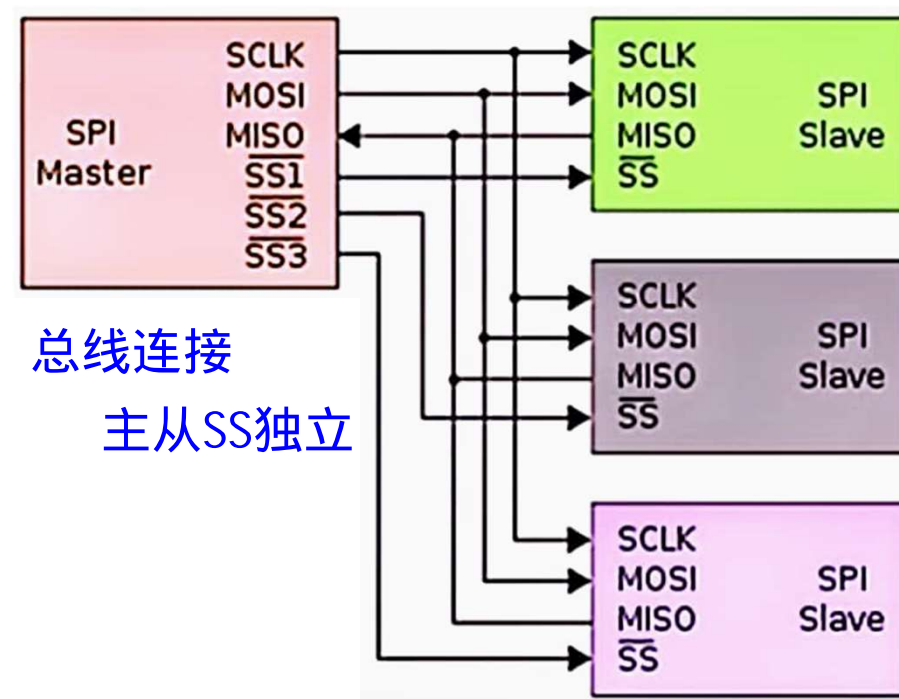 SCLK
MOSI
MISO
SS1
SS2
SS3
SPI
Master
总线连接
主从SS独立
SCLK
MOSI
MISO
SS
SPI
Slave
SCLK
MOSI
MISO
SS
SPI
Slave
SCLK
MOSI
MISO
SS
SPI
Slave